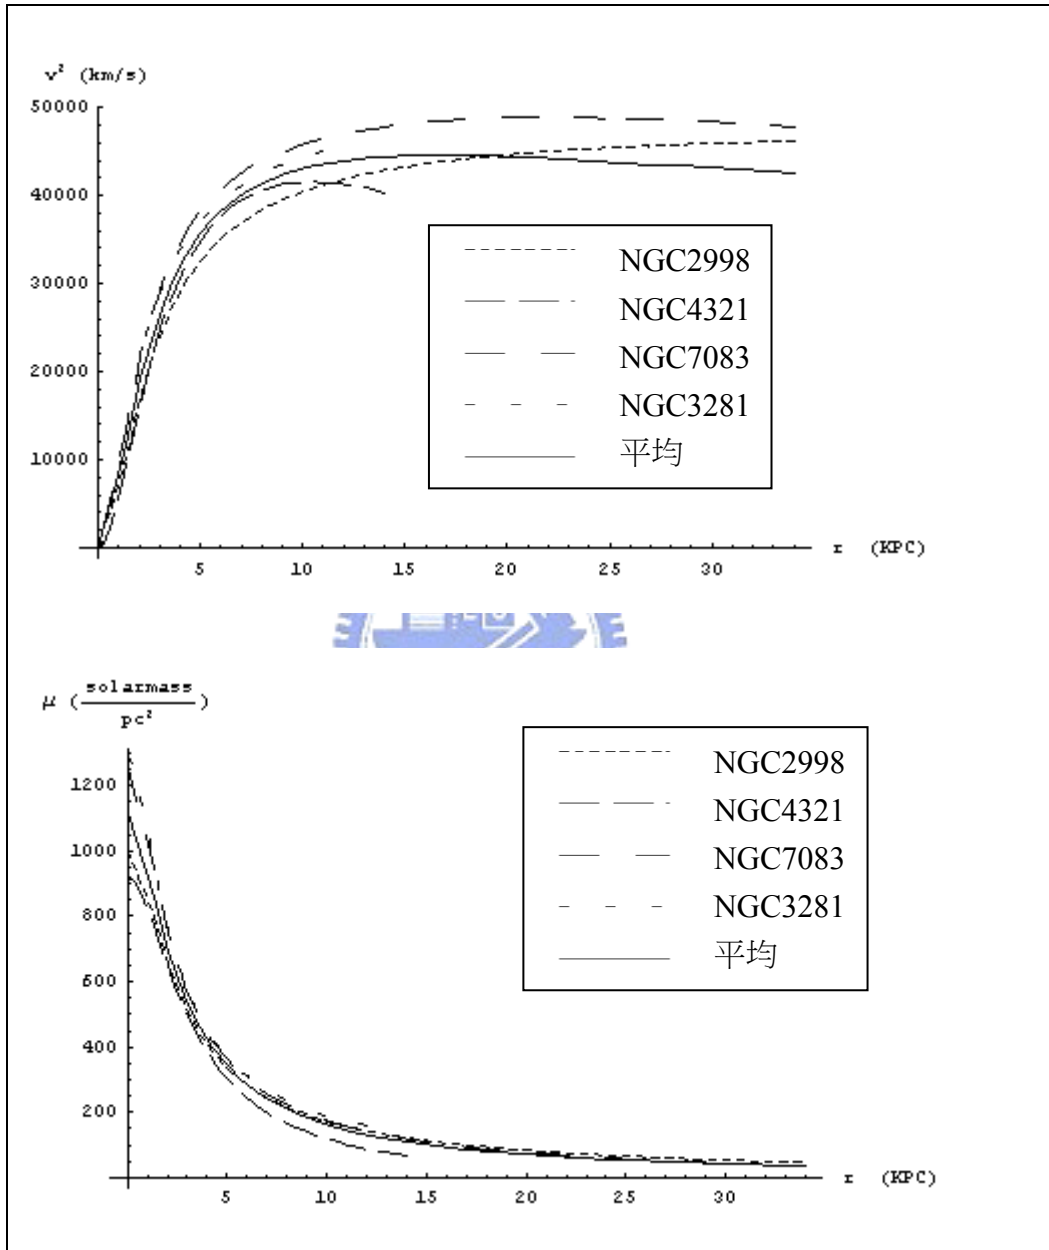 v² (km/s)
50000
40000
30000
20000
10000
5 10 15 20 25 30 r (KPC)
NGC2998
NGC4321
NGC7083
NGC3281
平均
μ (solarmass/pc²)
1200
1000
800
600
400
200
5 10 15 20 25 30 r (KPC)
NGC2998
NGC4321
NGC7083
NGC3281
平均